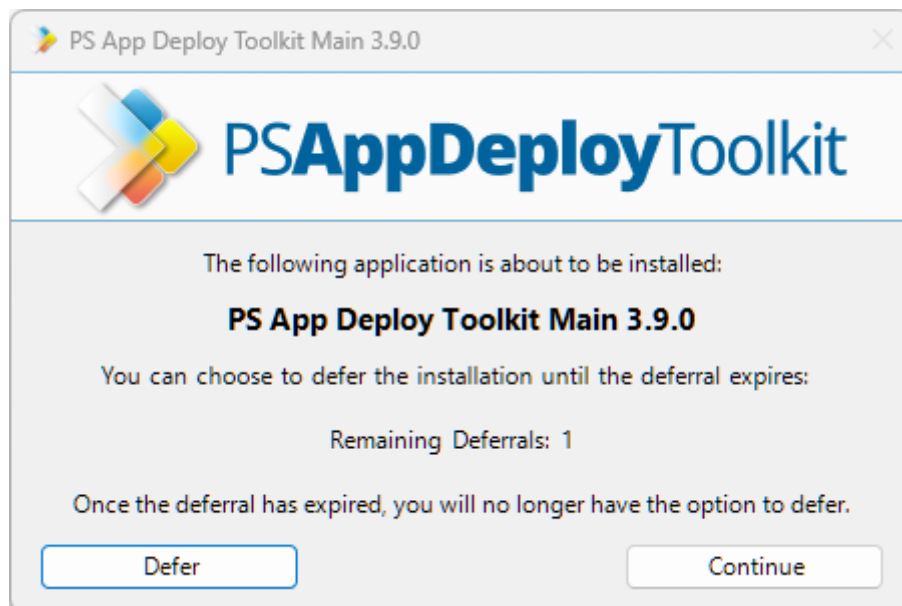 PS App Deploy Toolkit Main 3.9.0
PSAppDeployToolkit
The following application is about to be installed:
PS App Deploy Toolkit Main 3.9.0
You can choose to defer the installation until the deferral expires:
Remaining Deferrals: 1
Once the deferral has expired, you will no longer have the option to defer.
Defer
Continue